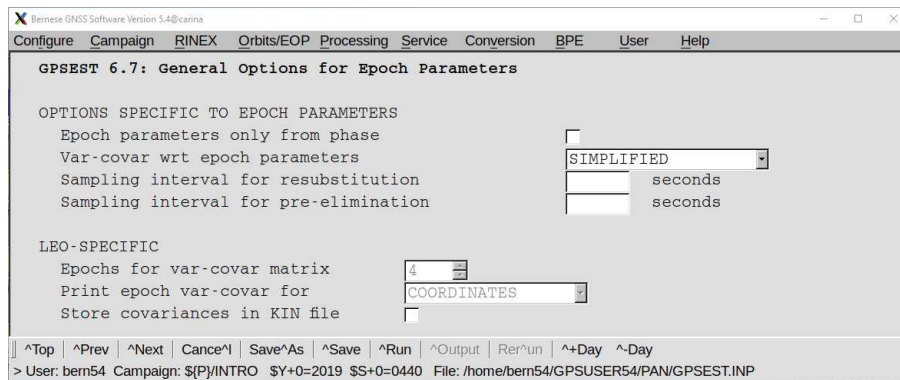 Bernese GNSS Software Version 5.4@carina
Configure Campaign RINEX Orbits/EOP Processing Service Conversion BPE User Help
GPSEST 6.7: General Options for Epoch Parameters
OPTIONS SPECIFIC TO EPOCH PARAMETERS
Epoch parameters only from phase
Var-covar wrt epoch parameters SIMPLIFIED
Sampling interval for resubstitution seconds
Sampling interval for pre-elimination seconds
LEO-SPECIFIC
Epochs for var-covar matrix 4
Print epoch var-covar for COORDINATES
Store covariances in KIN file
^Top | ^Prev | ^Next | Cance^l | Save^As | ^Save | ^Run | ^Output | Rer^un | ^+Day ^-Day
> User: bern54 Campaign: ${P}/INTRO $Y+0=2019 $S+0=0440 File: /home/bern54/GPSUSER54/PAN/GPSEST.INP